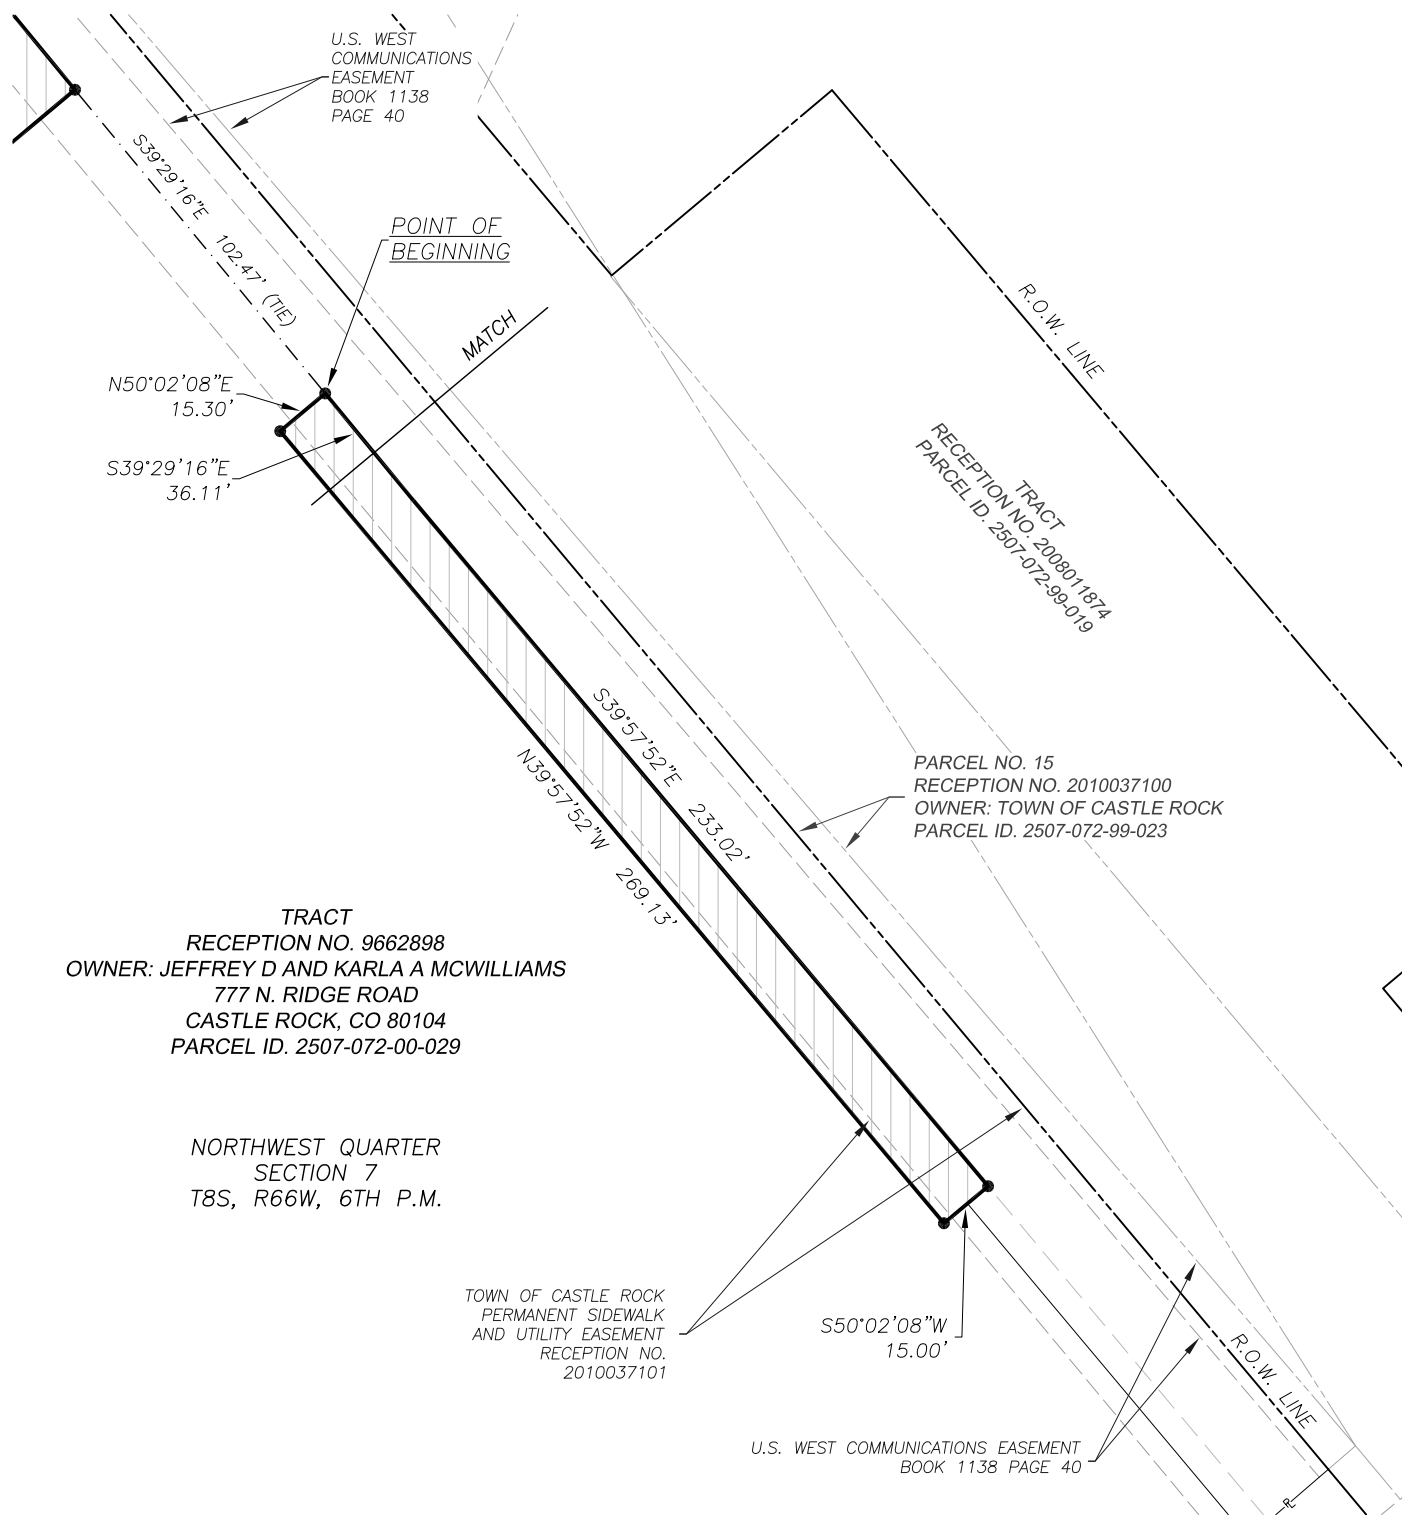 U.S. WEST
COMMUNICATIONS
EASEMENT
BOOK 1138
PAGE 40
S39°29'16"E 102.47' (TIE)
POINT OF
BEGINNING
MATCH
N50°02'08"E
15.30'
S39°29'16"E
36.11'
R.O.W. LINE
TRACT
RECEPTION NO. 2008011874
PARCEL ID. 2507-072-99-019
S39°57'52"E 233.02'
N39°57'52"W 269.13'
PARCEL NO. 15
RECEPTION NO. 2010037100
OWNER: TOWN OF CASTLE ROCK
PARCEL ID. 2507-072-99-023
TRACT
RECEPTION NO. 9662898
OWNER: JEFFREY D AND KARLA A MCWILLIAMS
777 N. RIDGE ROAD
CASTLE ROCK, CO 80104
PARCEL ID. 2507-072-00-029
NORTHWEST QUARTER
SECTION 7
T8S, R66W, 6TH P.M.
TOWN OF CASTLE ROCK
PERMANENT SIDEWALK
AND UTILITY EASEMENT
RECEPTION NO.
2010037101
S50°02'08"W
15.00'
R.O.W. LINE
U.S. WEST COMMUNICATIONS EASEMENT
BOOK 1138 PAGE 40